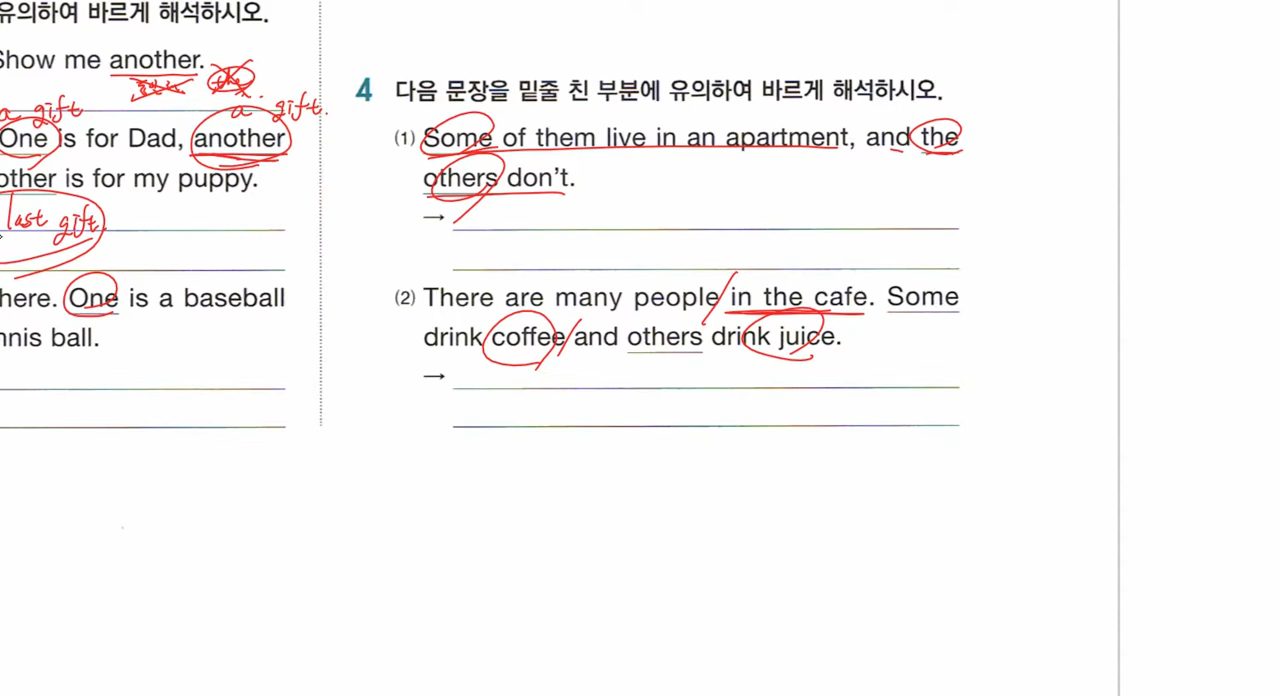 유의하여 바르게 해석하시오.
Show me another.
a gift
a gift.
One is for Dad, another
other is for my puppy.
last gift.
here. One is a baseball
nnis ball.
4 다음 문장을 밑줄 친 부분에 유의하여 바르게 해석하시오.
(1) Some of them live in an apartment, and the
others don't.
→
(2) There are many people / in the cafe. Some
drink coffee / and others drink juice.
→